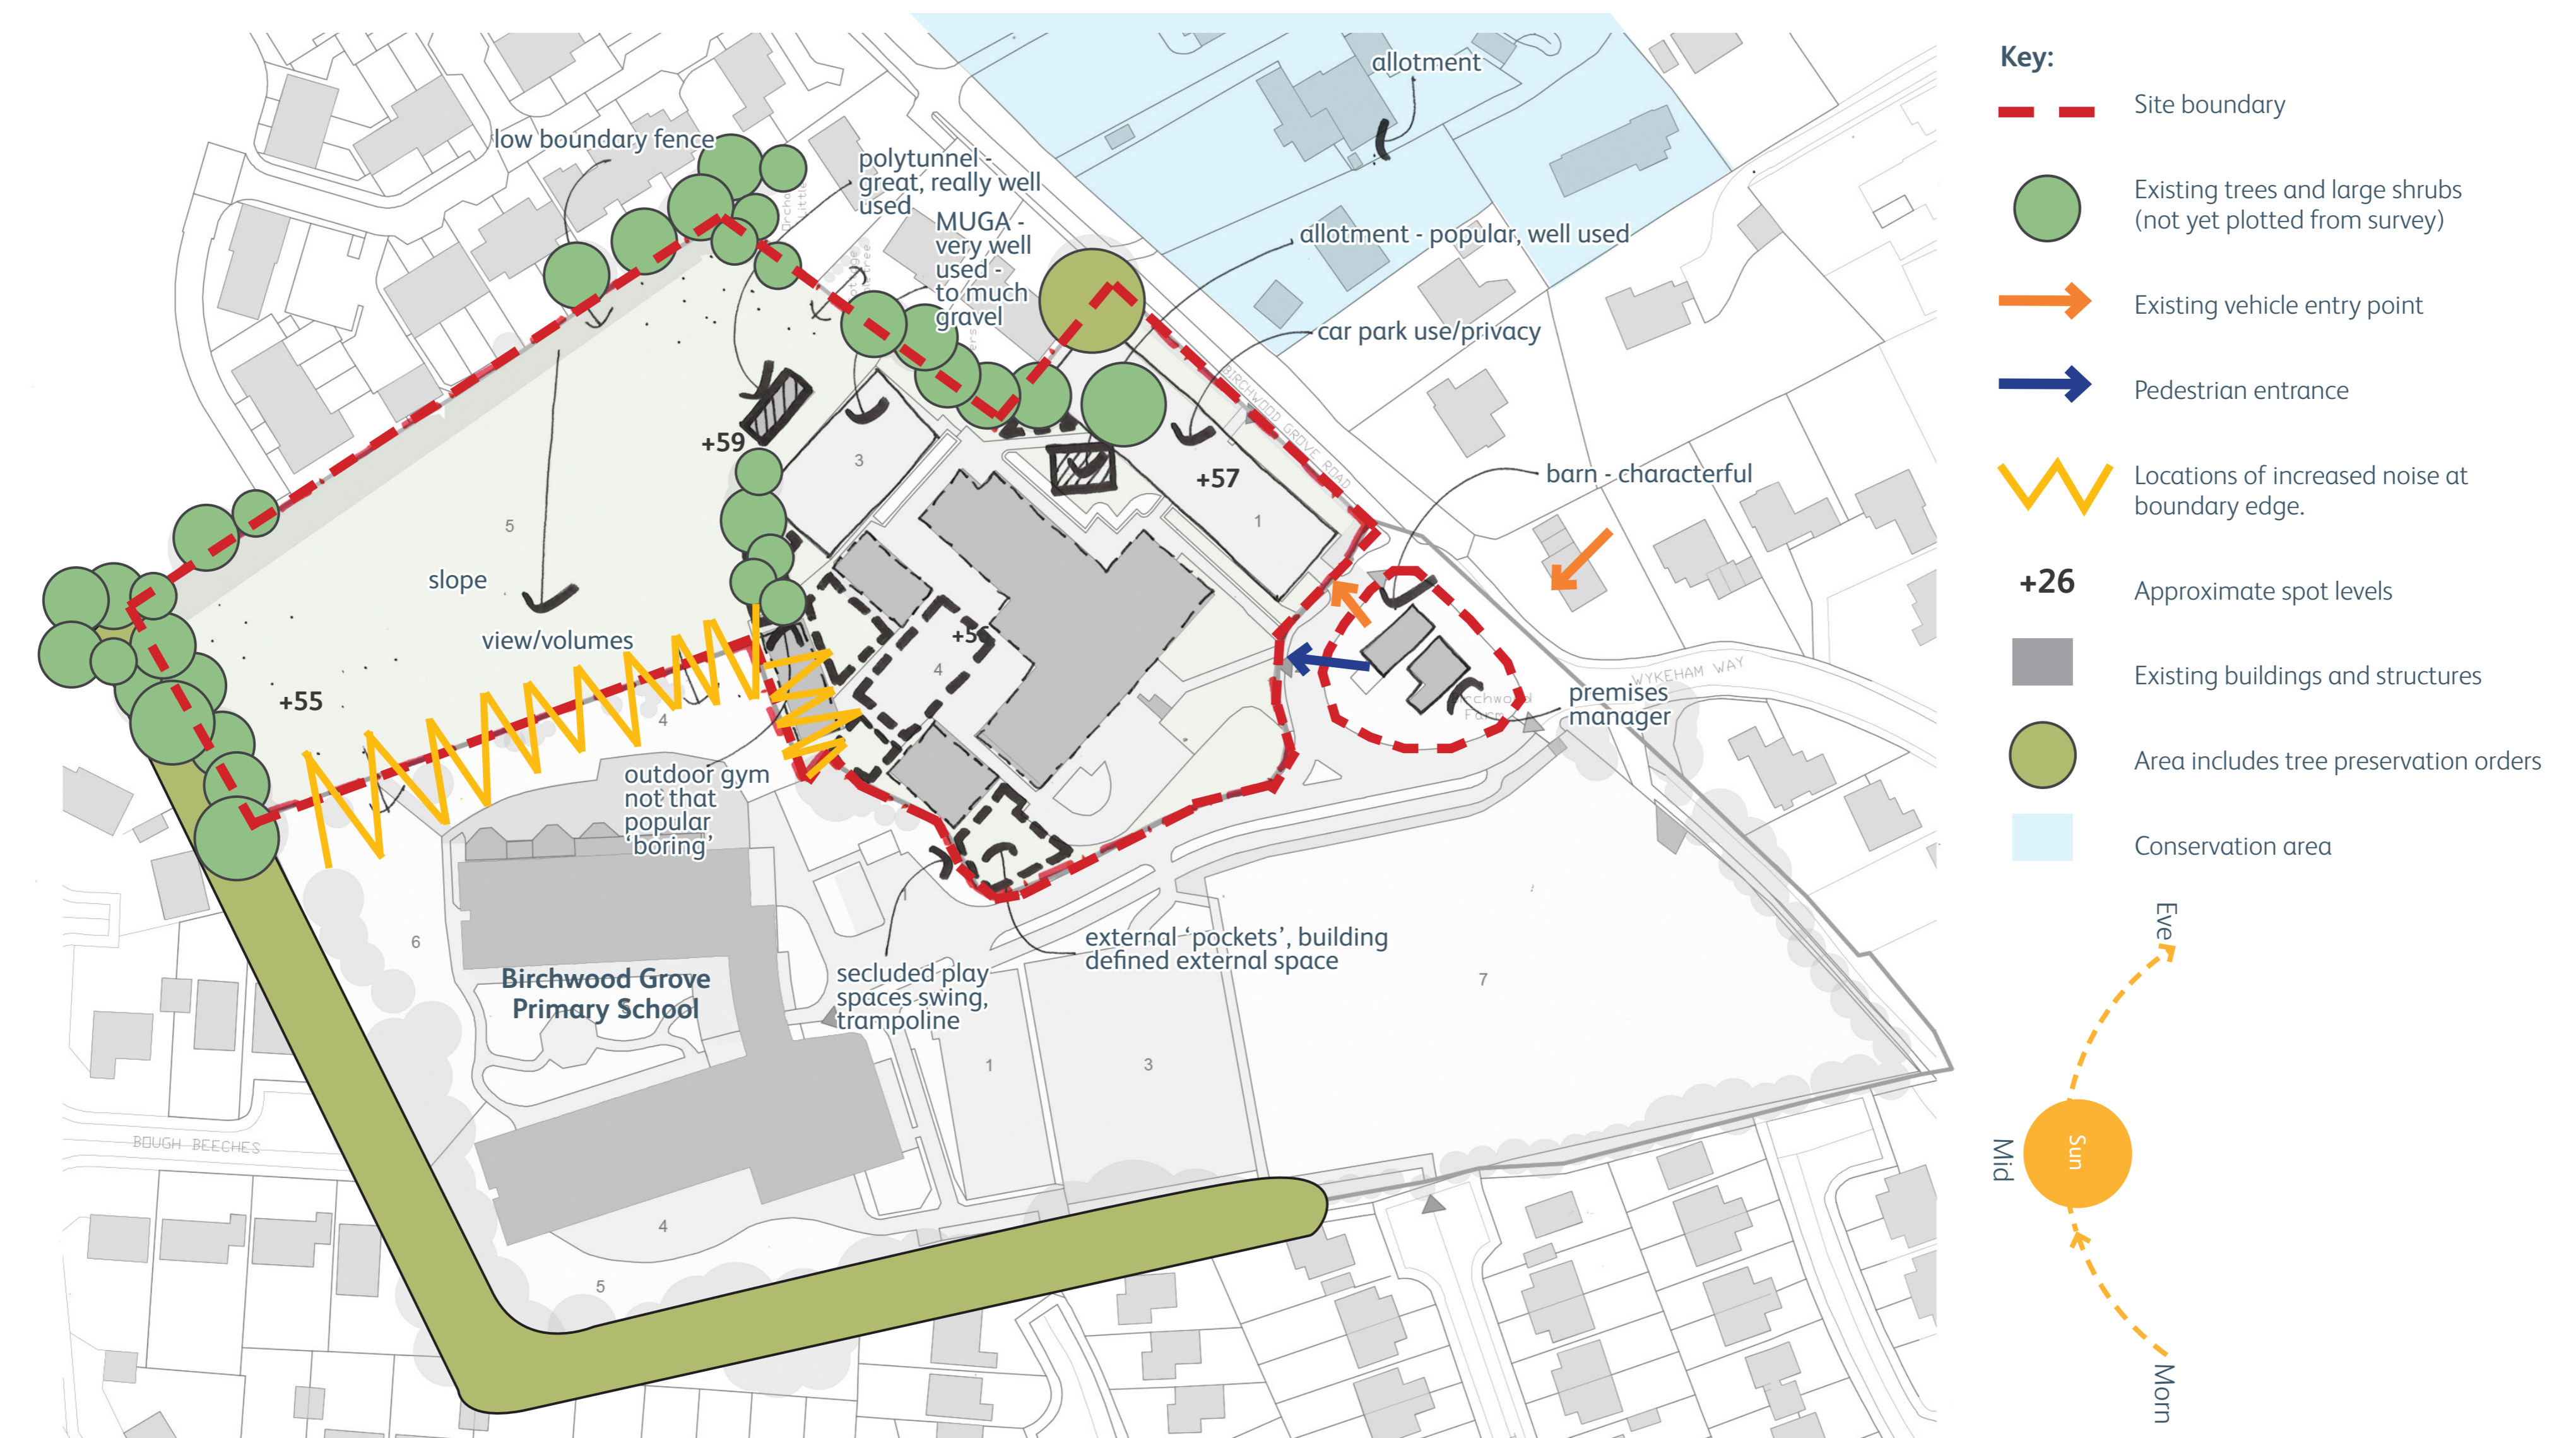 allotment
low boundary fence
polytunnel -
great, really well
used
MUGA -
very well
used -
to much
gravel
allotment - popular, well used
car park use/privacy
BIRCHWOOD GROVE ROAD
+59
3
+57
barn - characterful
1
5
slope
view/volumes
4
+55
4
WYKEHAM WAY
premises
manager
Farm
outdoor gym
not that
popular
‘boring’
1
external ‘pockets’, building
defined external space
secluded play
spaces swing,
trampoline
6
Birchwood Grove
Primary School
7
1
3
BOUGH BEECHES
4
5
Key:
Site boundary
Existing trees and large shrubs
(not yet plotted from survey)
Existing vehicle entry point
Pedestrian entrance
Locations of increased noise at
boundary edge.
+26
Approximate spot levels
Existing buildings and structures
Area includes tree preservation orders
Conservation area
Eve
Sun
Mid
Morn